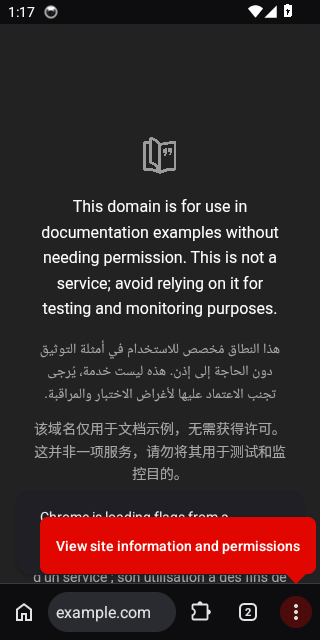 1:17
This domain is for use in
documentation examples without
needing permission. This is not a
service; avoid relying on it for
testing and monitoring purposes.
هذا النطاق مُخصص للاستخدام في أمثلة التوثيق
دون الحاجة إلى إذن. هذه ليست خدمة، يُرجى
تجنب الاعتماد عليها لأغراض الاختبار والمراقبة.
该域名仅用于文档示例，无需获得许可。
这并非一项服务，请勿将其用于测试和监
控目的。
Chrome is loading flags from a
View site information and permissions
d'un service ; son utilisation à des fins de
example.com
2